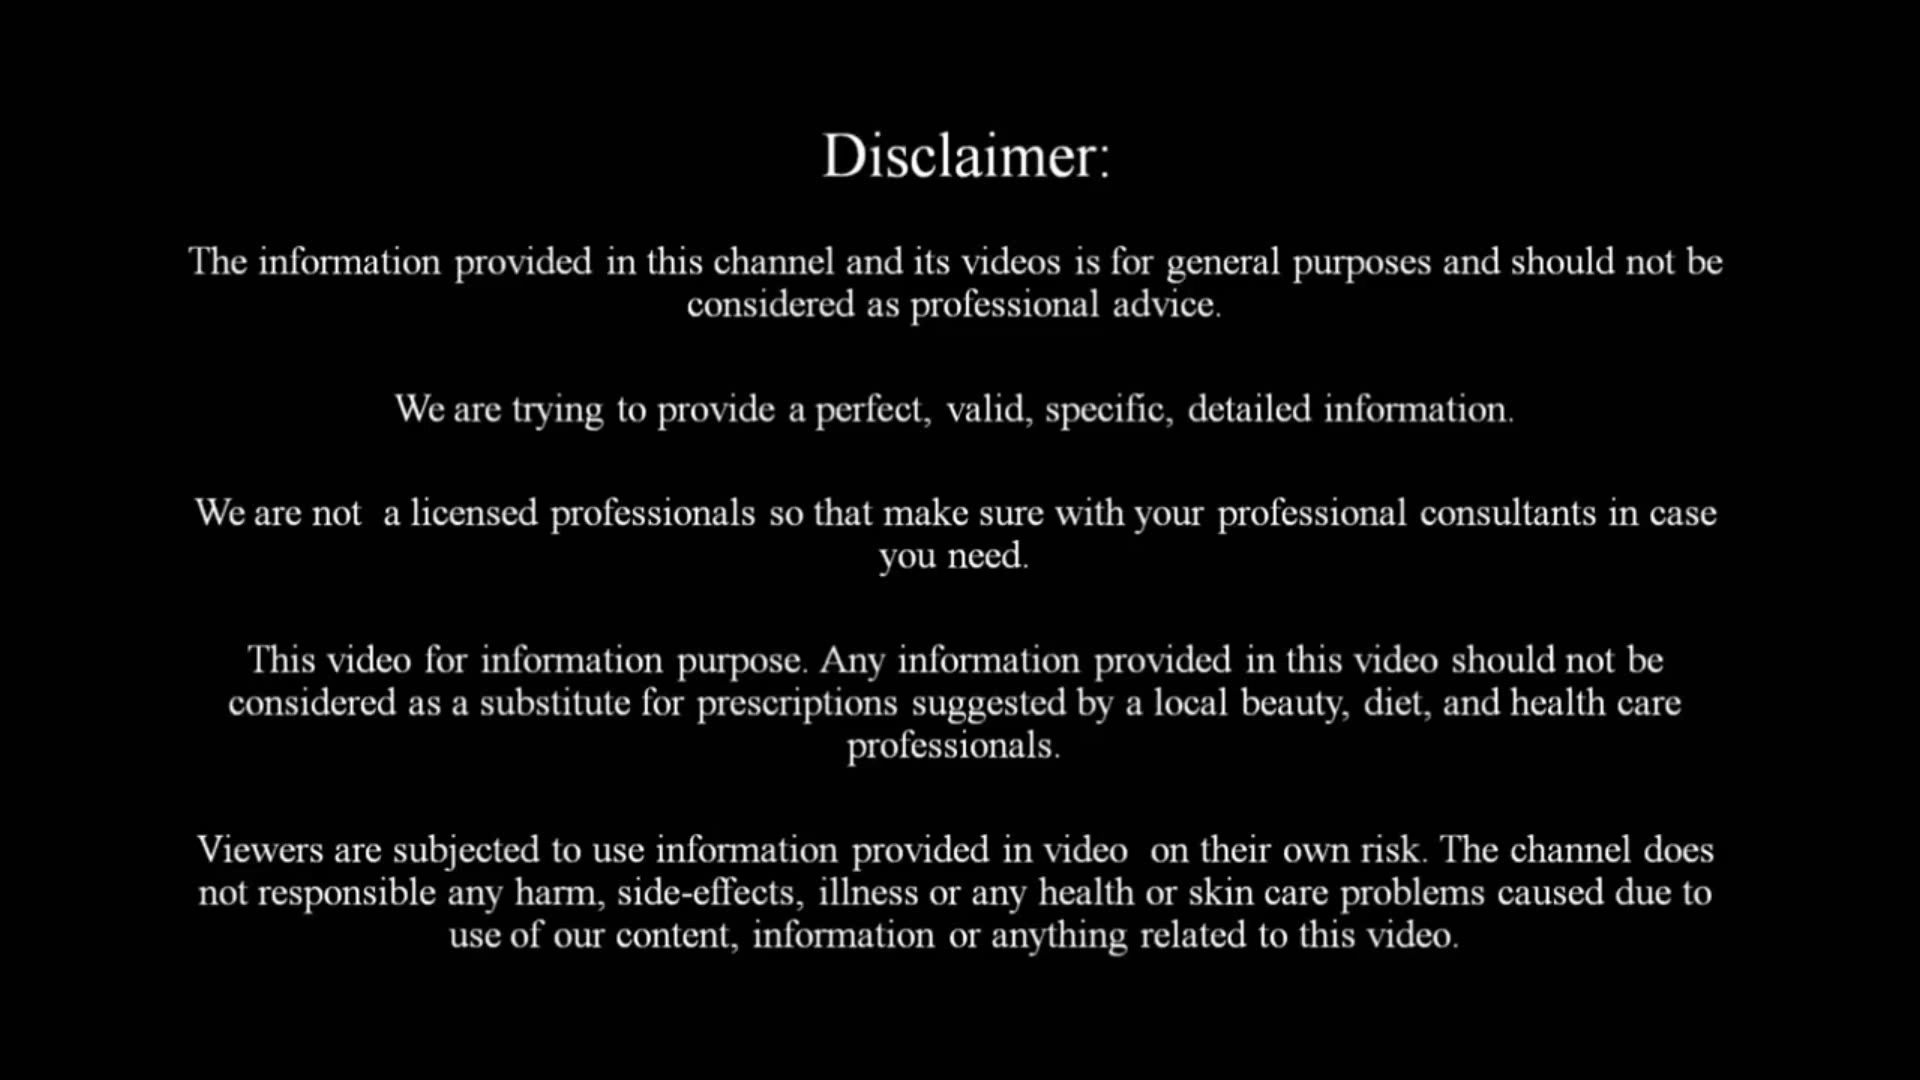 Disclaimer:
The information provided in this channel and its videos is for general purposes and should not be
considered as professional advice.
We are trying to provide a perfect, valid, specific, detailed information.
We are not  a licensed professionals so that make sure with your professional consultants in case
you need.
This video for information purpose. Any information provided in this video should not be
considered as a substitute for prescriptions suggested by a local beauty, diet, and health care
professionals.
Viewers are subjected to use information provided in video  on their own risk. The channel does
not responsible any harm, side-effects, illness or any health or skin care problems caused due to
use of our content, information or anything related to this video.